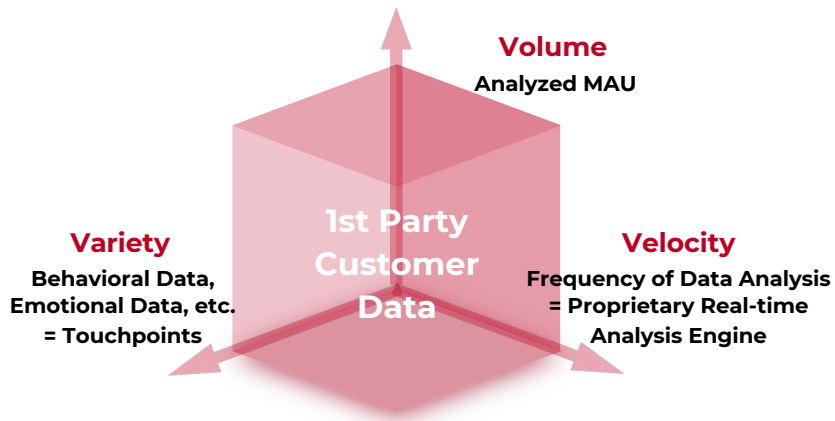 Volume
Analyzed MAU
1st Party
Customer
Data
Variety
Behavioral Data,
Emotional Data, etc.
= Touchpoints
Velocity
Frequency of Data Analysis
= Proprietary Real-time
Analysis Engine